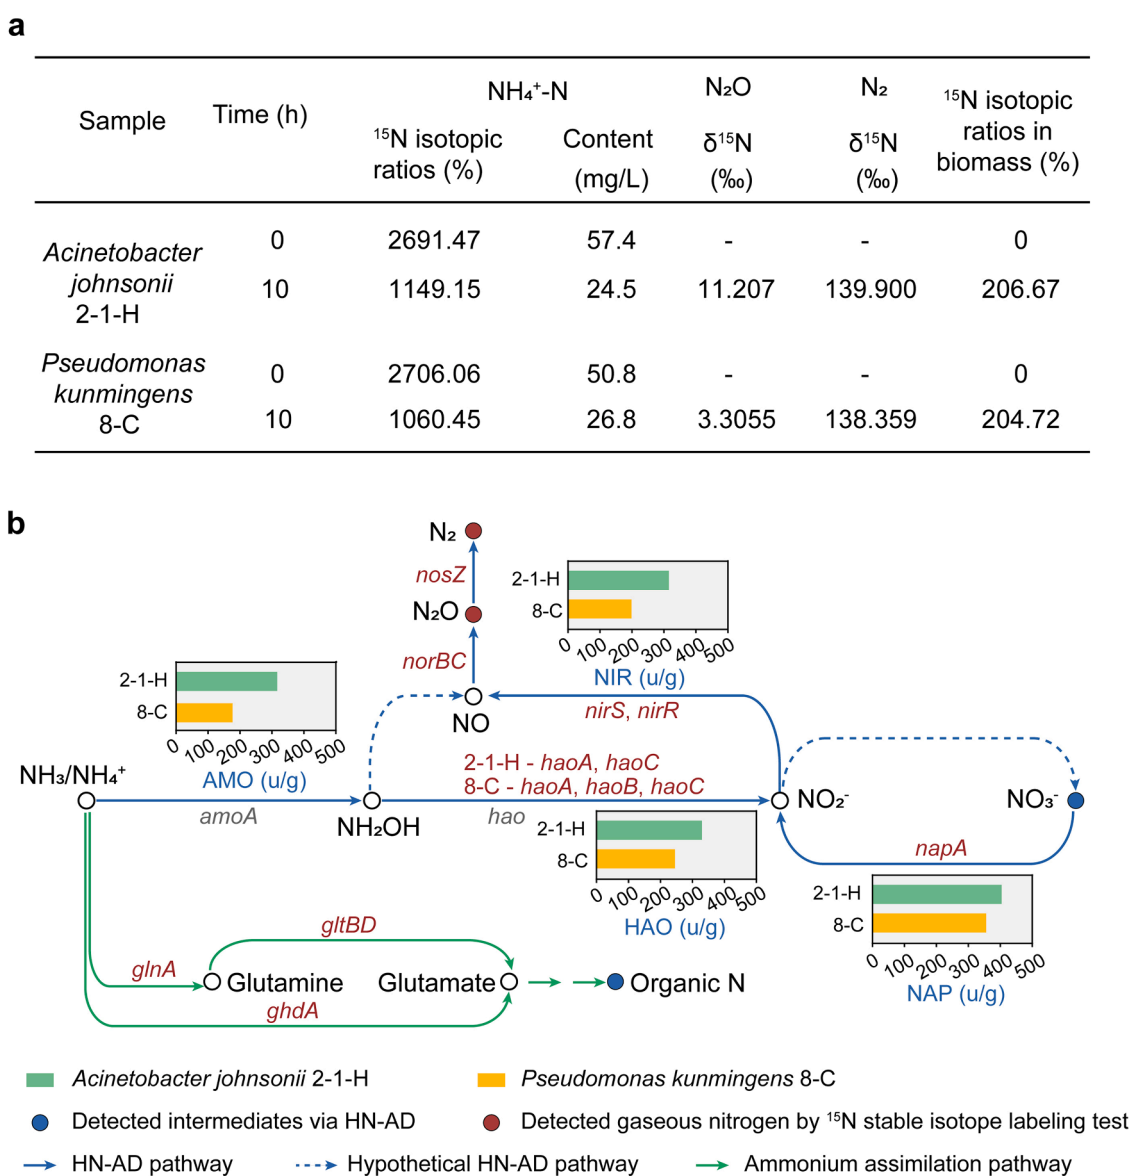 a
Sample
Time (h)
NH₄⁺-N
N₂O
N₂
¹⁵N isotopic
ratios in
biomass (%)
¹⁵N isotopic
ratios (%)
Content
(mg/L)
δ¹⁵N
(‰)
δ¹⁵N
(‰)
Acinetobacter
johnsonii
2-1-H
0 2691.47 57.4 - - 0
10 1149.15 24.5 11.207 139.900 206.67
Pseudomonas
kunmingens
8-C
0 2706.06 50.8 - - 0
10 1060.45 26.8 3.3055 138.359 204.72
b
N₂
nosZ
N₂O
norBC
NO
2-1-H
8-C
0 100 200 300 400 500
NIR (u/g)
nirS, nirR
2-1-H
8-C
0 100 200 300 400 500
AMO (u/g)
NH₃/NH₄⁺
amoA
NH₂OH
2-1-H - haoA, haoC
8-C - haoA, haoB, haoC
hao
NO₂⁻
NO₃⁻
2-1-H
8-C
0 100 200 300 400 500
HAO (u/g)
napA
2-1-H
8-C
0 100 200 300 400 500
NAP (u/g)
gltBD
glnA
Glutamine
Glutamate
Organic N
ghdA
Acinetobacter johnsonii 2-1-H
Pseudomonas kunmingens 8-C
Detected intermediates via HN-AD
Detected gaseous nitrogen by ¹⁵N stable isotope labeling test
HN-AD pathway
Hypothetical HN-AD pathway
Ammonium assimilation pathway